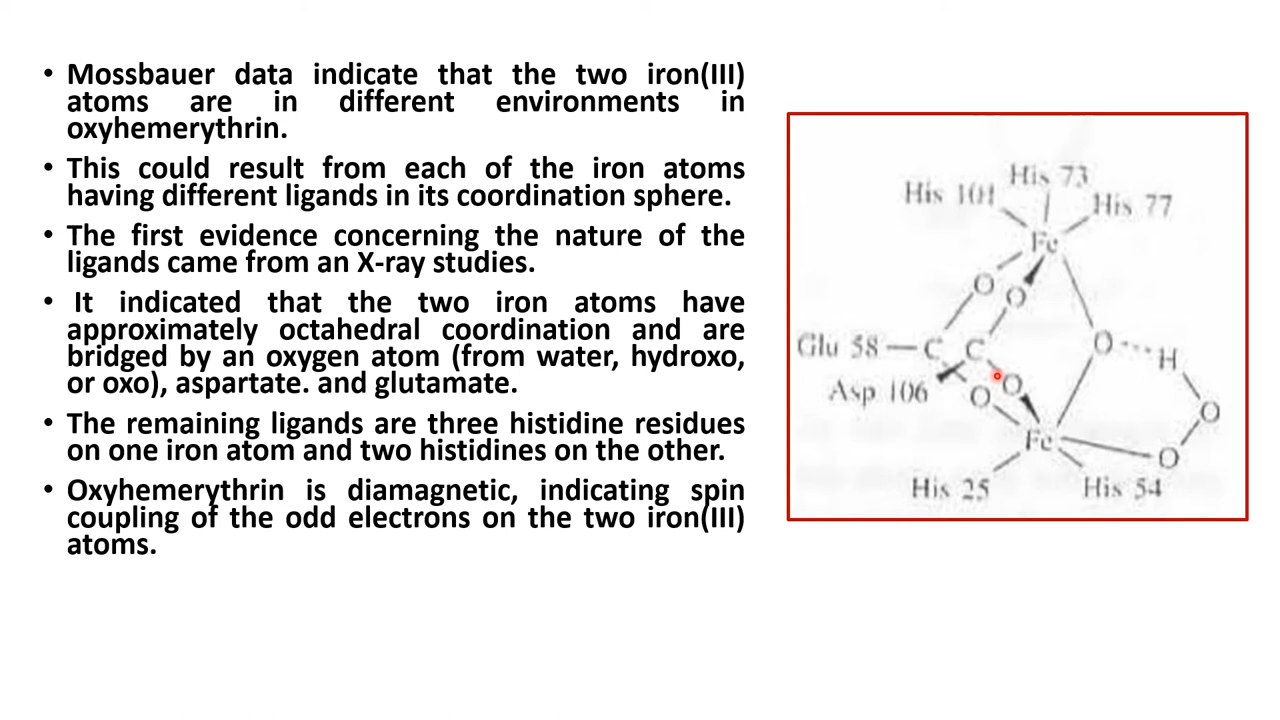 • Mossbauer data indicate that the two iron(III)
atoms are in different environments in
oxyhemerythrin.
• This could result from each of the iron atoms
having different ligands in its coordination sphere.
• The first evidence concerning the nature of the
ligands came from an X-ray studies.
• It indicated that the two iron atoms have
approximately octahedral coordination and are
bridged by an oxygen atom (from water, hydroxo,
or oxo), aspartate. and glutamate.
• The remaining ligands are three histidine residues
on one iron atom and two histidines on the other.
• Oxyhemerythrin is diamagnetic, indicating spin
coupling of the odd electrons on the two iron(III)
atoms.
His 73
His 101
His 77
Fe
O
O
Glu 58
C
C
O
H
Asp 106
O
O
O
Fe
O
His 25
His 54